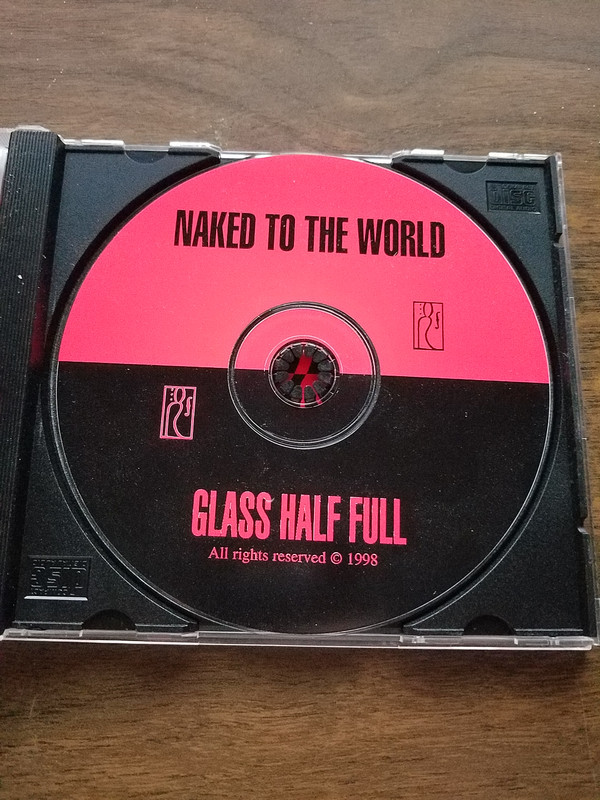 NAKED TO THE WORLD
GLASS HALF FULL
All rights reserved © 1998